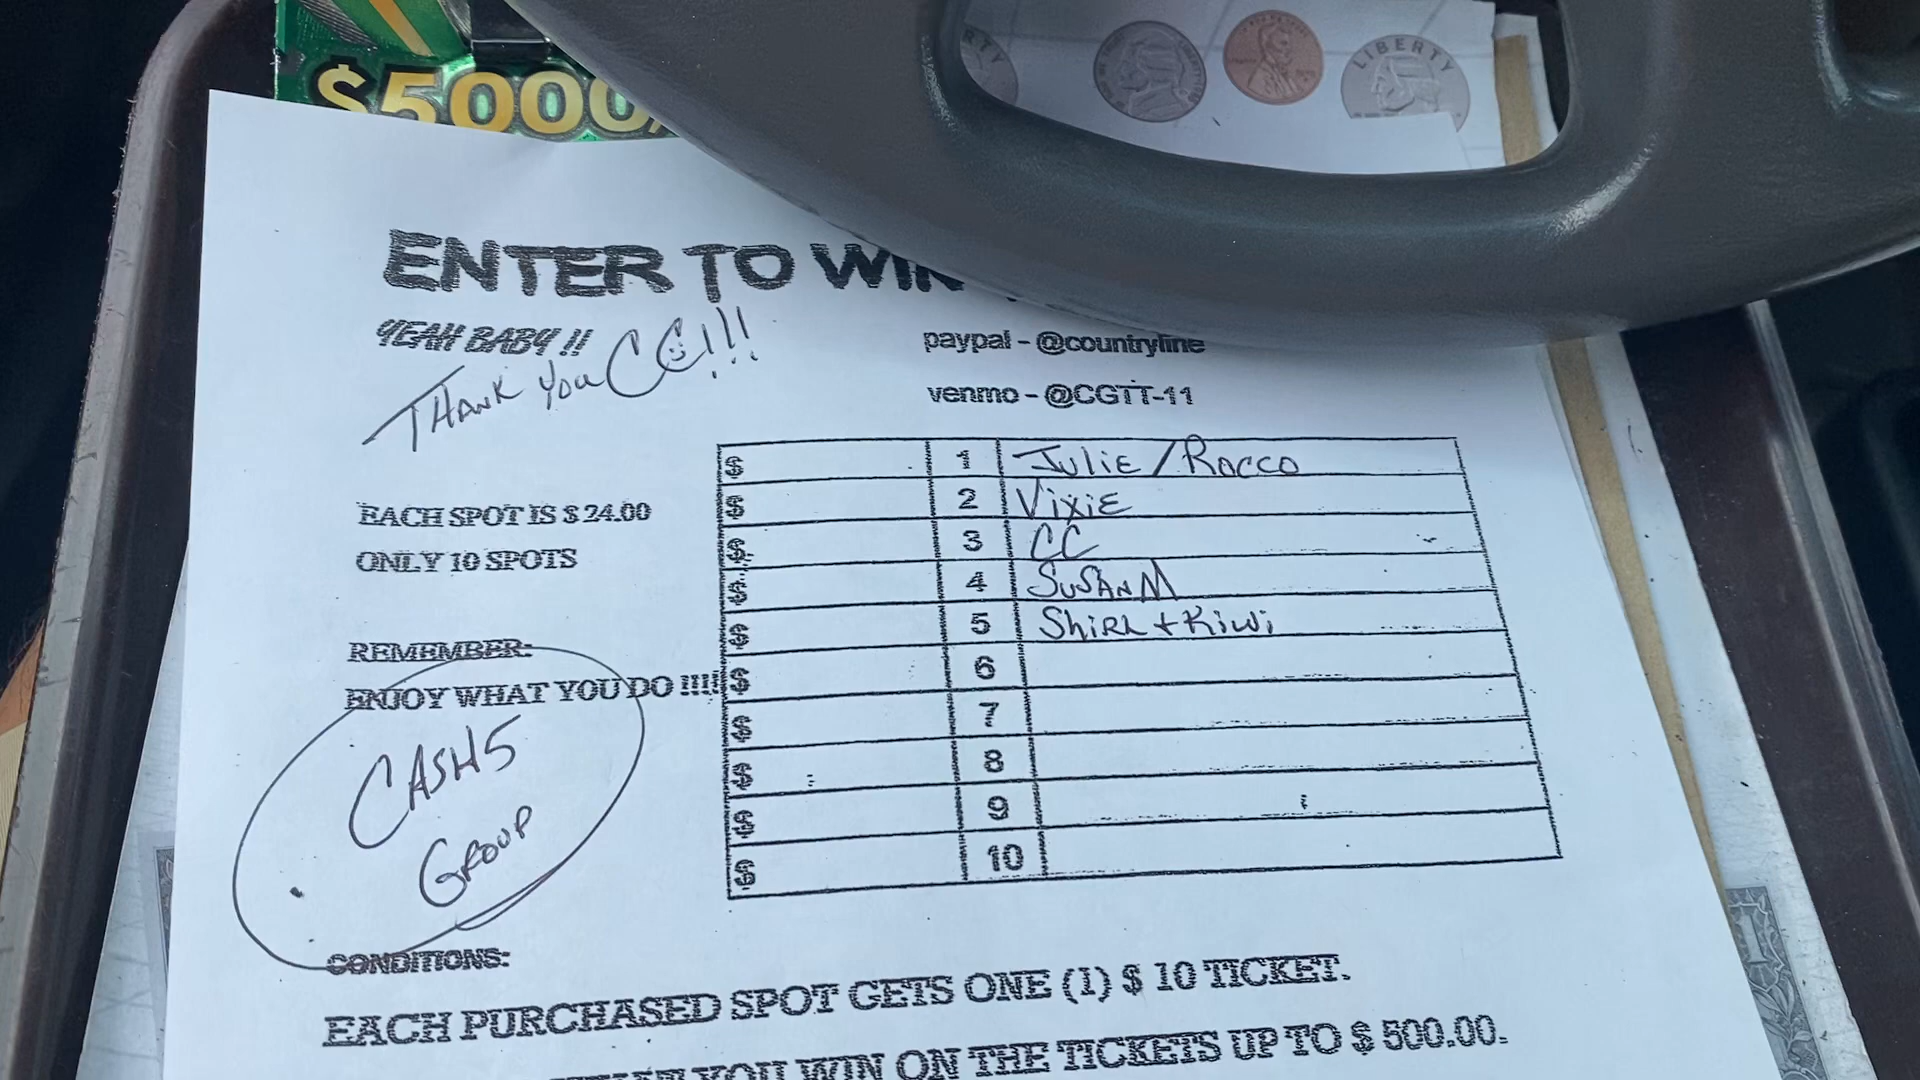 $5000
LIBERTY
ENTER TO WIN
YEAH BABY !!
THANK YOU CC!!!
paypal - @countryline
venmo - @CGTT-11
EACH SPOT IS $ 24.00
ONLY 10 SPOTS
REMEMBER:
ENJOY WHAT YOU DO !!!!!
CASH5
GROUP
$ 1 JULIE / ROCCO
$ 2 VIXIE
$ 3 CC
$ 4 SUSAN M
$ 5 SHIRL + KIWI
$ 6
$ 7
$ 8
$ 9
$ 10
CONDITIONS:
EACH PURCHASED SPOT GETS ONE (1) $ 10 TICKET.
YOU WIN ON THE TICKETS UP TO $ 500.00.